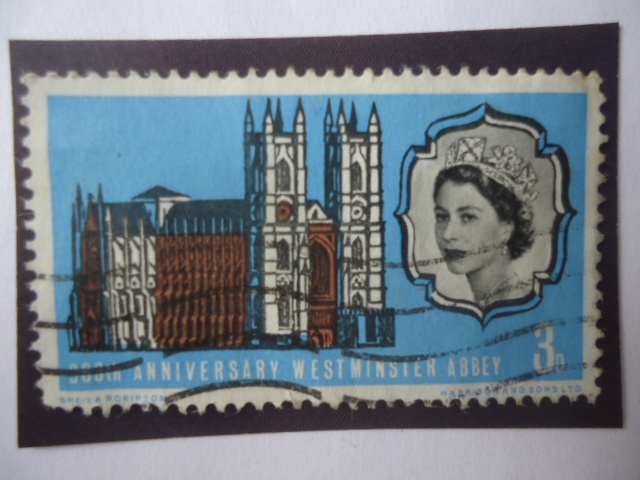 900TH ANNIVERSARY WESTMINSTER ABBEY 3D
SHEILA ROBINSON HARRISON AND SONS LTD